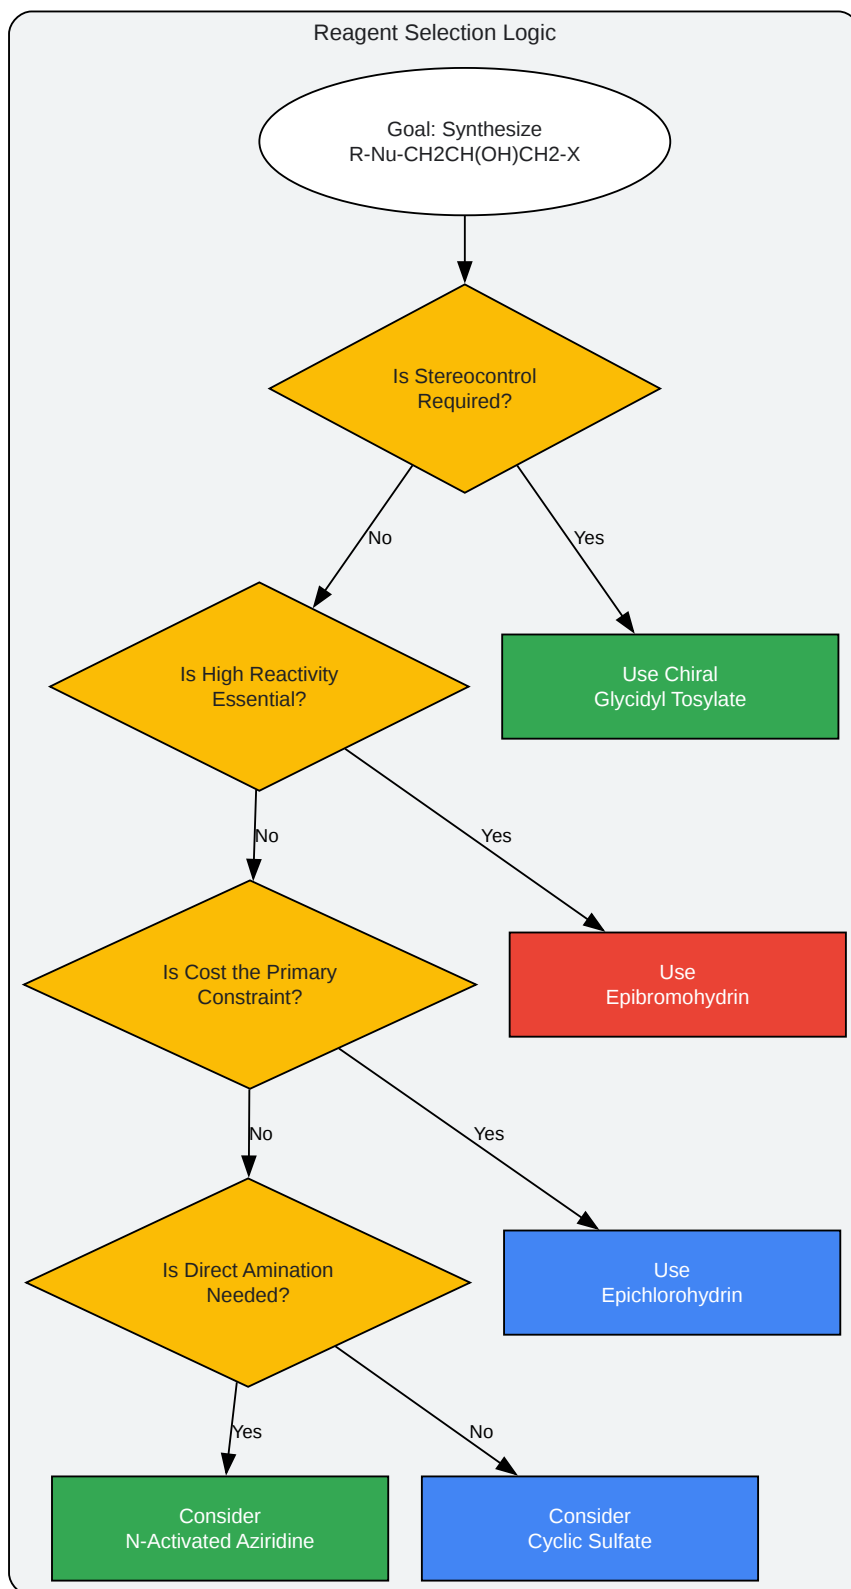 Reagent Selection Logic
Goal: Synthesize
R-Nu-CH2CH(OH)CH2-X
Is Stereocontrol
Required?
No
Yes
Is High Reactivity
Essential?
Use Chiral
Glycidyl Tosylate
No
Yes
Is Cost the Primary
Constraint?
Use
Epibromohydrin
No
Yes
Is Direct Amination
Needed?
Use
Epichlorohydrin
Yes
No
Consider
N-Activated Aziridine
Consider
Cyclic Sulfate